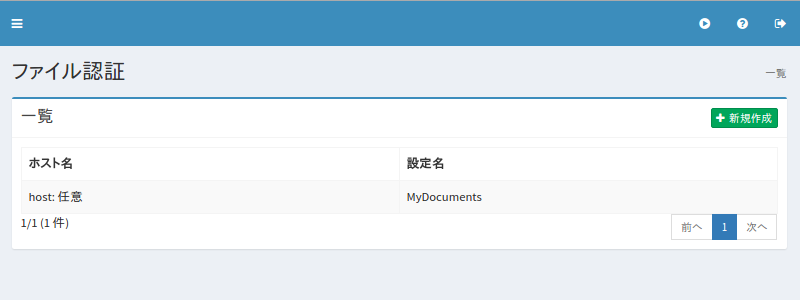 ファイル認証
一覧
一覧
新規作成
ホスト名 設定名
host: 任意 MyDocuments
1/1 (1 件)
前へ 1 次へ